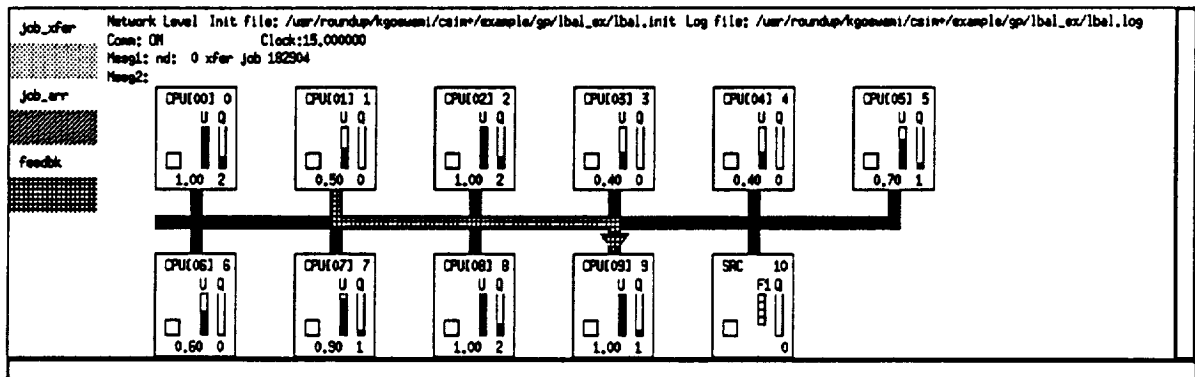 job_xfer
Network Level Init file: /usr/roundup/kgoswami/csim+/example/gp/lbal_ex/lbal.init Log file: /usr/roundup/kgoswami/csim+/example/gp/lbal_ex/lbal.log
Comm: ON Clock:15,000000
Mesg1: nd: 0 xfer job 182904
Mesg2:
job_arr
feedbk
CPU[00] 0 CPU[01] 1 CPU[02] 2 CPU[03] 3 CPU[04] 4 CPU[05] 5
U Q U Q U Q U Q U Q U Q
1.00 2 0.50 0 1.00 2 0.40 0 0.40 0 0.70 1
CPU[06] 6 CPU[07] 7 CPU[08] 8 CPU[09] 9 SRC 10
U Q U Q U Q U Q F1 Q
0.60 0 0.90 1 1.00 2 1.00 1 0